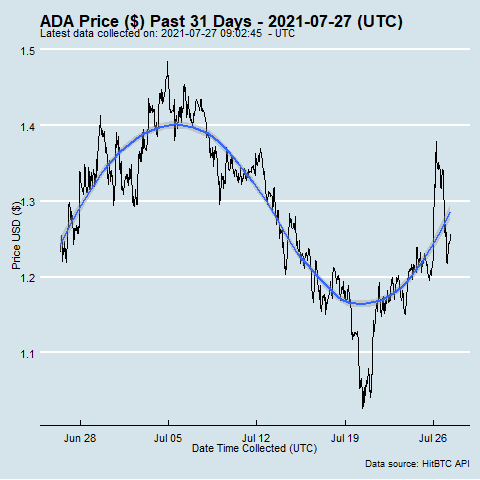 ADA Price ($) Past 31 Days - 2021-07-27 (UTC)
Latest data collected on: 2021-07-27 09:02:45 - UTC
1.5
1.4
1.3
1.2
1.1
Price USD ($)
Jun 28 Jul 05 Jul 12 Jul 19 Jul 26
Date Time Collected (UTC)
Data source: HitBTC API